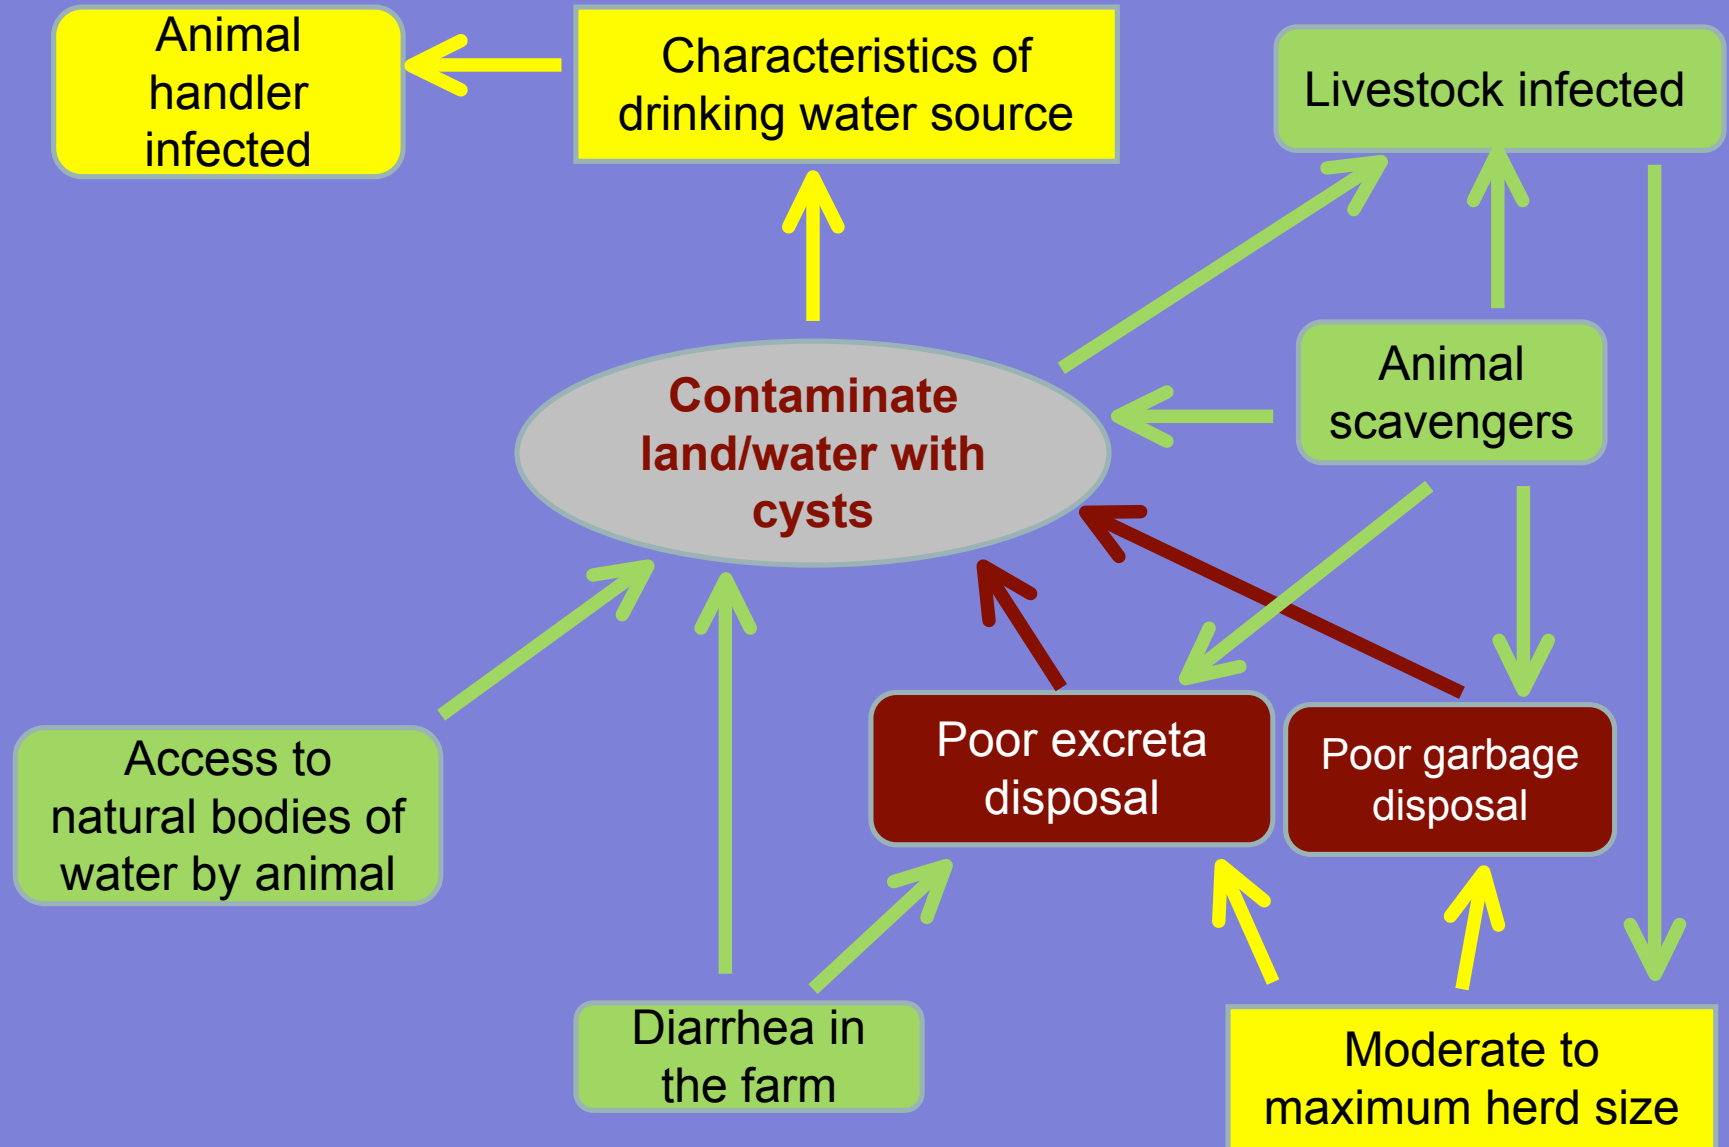 Animal
handler
infected
Characteristics of
drinking water source
Livestock infected
Contaminate
land/water with
cysts
Animal
scavengers
Access to
natural bodies of
water by animal
Poor excreta
disposal
Poor garbage
disposal
Diarrhea in
the farm
Moderate to
maximum herd size